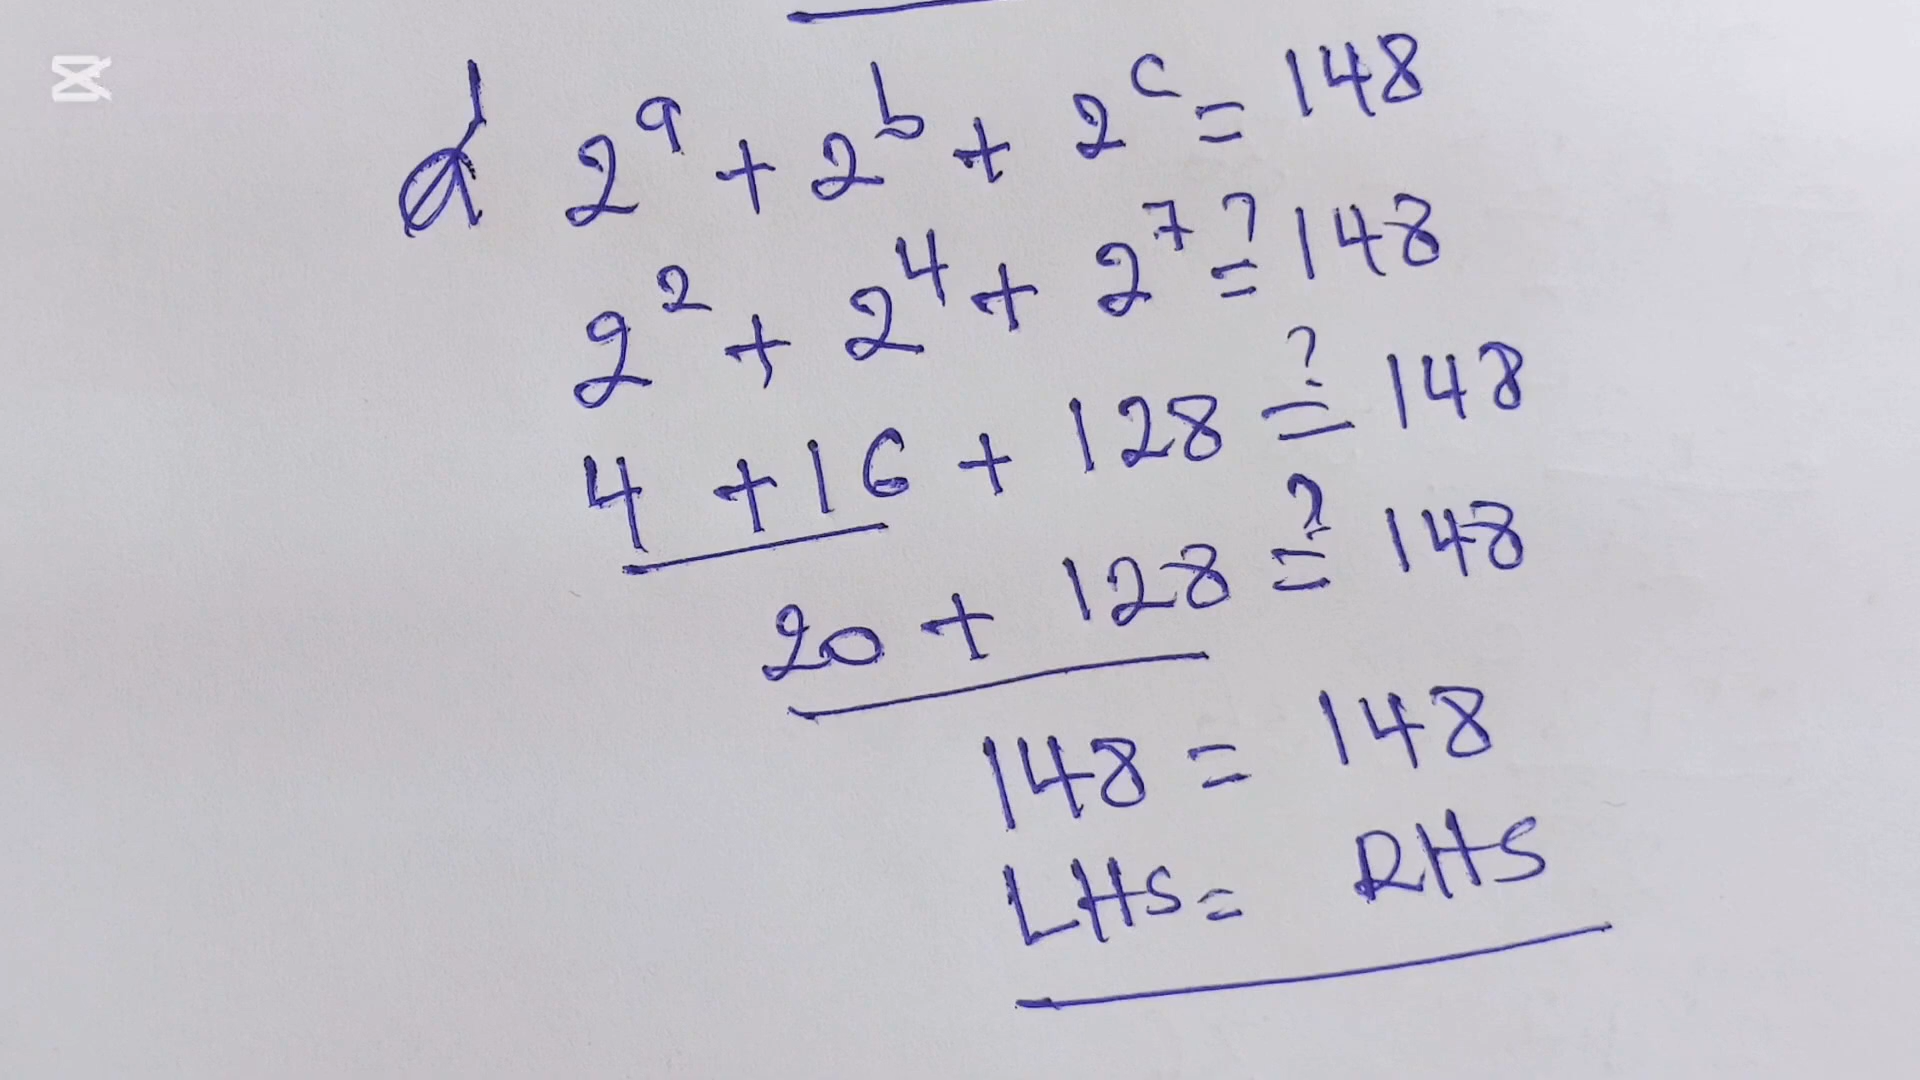 2^a + 2^b + 2^c = 148
2^2 + 2^4 + 2^7 ?= 148
4 + 16 + 128 ?= 148
20 + 128 ?= 148
148 = 148
LHS = RHS